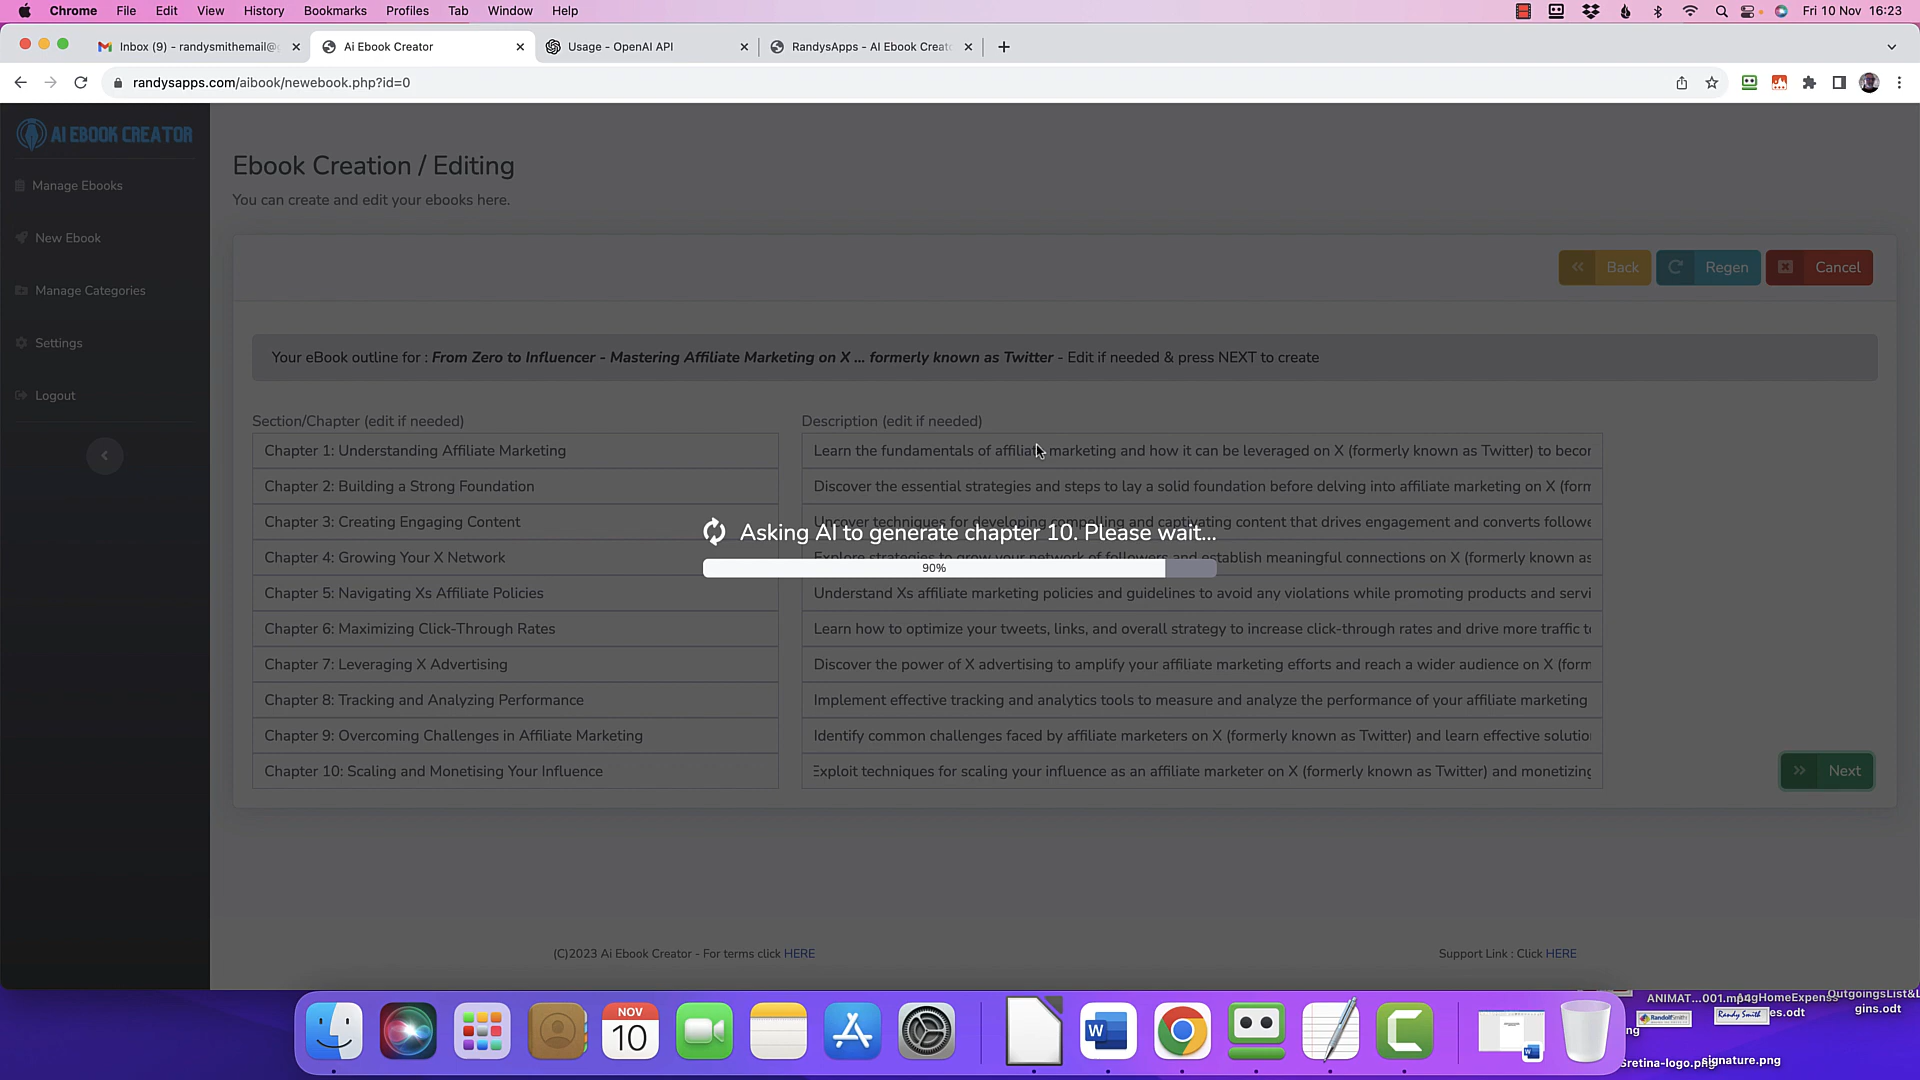 Chrome File Edit View History Bookmarks Profiles Tab Window Help Fri 10 Nov 16:23
Inbox (9) - randysmithemail@ Ai Ebook Creator Usage - OpenAI API RandysApps - AI Ebook Creat
randysapps.com/aibook/newebook.php?id=0
AI EBOOK CREATOR
Manage Ebooks
New Ebook
Manage Categories
Settings
Logout
Ebook Creation / Editing
You can create and edit your ebooks here.
Back Regen Cancel
Your eBook outline for : From Zero to Influencer - Mastering Affiliate Marketing on X ... formerly known as Twitter - Edit if needed & press NEXT to create
Section/Chapter (edit if needed) Description (edit if needed)
Chapter 1: Understanding Affiliate Marketing Learn the fundamentals of affiliate marketing and how it can be leveraged on X (formerly known as Twitter) to becor
Chapter 2: Building a Strong Foundation Discover the essential strategies and steps to lay a solid foundation before delving into affiliate marketing on X (form
Chapter 3: Creating Engaging Content Uncover techniques for developing compelling and captivating content that drives engagement and converts followe
Asking AI to generate chapter 10. Please wait...
Chapter 4: Growing Your X Network Explore strategies to grow your network of followers and establish meaningful connections on X (formerly known as
90%
Chapter 5: Navigating Xs Affiliate Policies Understand Xs affiliate marketing policies and guidelines to avoid any violations while promoting products and servi
Chapter 6: Maximizing Click-Through Rates Learn how to optimize your tweets, links, and overall strategy to increase click-through rates and drive more traffic to
Chapter 7: Leveraging X Advertising Discover the power of X advertising to amplify your affiliate marketing efforts and reach a wider audience on X (form
Chapter 8: Tracking and Analyzing Performance Implement effective tracking and analytics tools to measure and analyze the performance of your affiliate marketing
Chapter 9: Overcoming Challenges in Affiliate Marketing Identify common challenges faced by affiliate marketers on X (formerly known as Twitter) and learn effective solutio
Chapter 10: Scaling and Monetising Your Influence Exploit techniques for scaling your influence as an affiliate marketer on X (formerly known as Twitter) and monetizing
Next
(C)2023 Ai Ebook Creator - For terms click HERE Support Link : Click HERE
NOV
10
W
ANIMAT...001.mp4
gins.odt
Randy Smith
signature.png